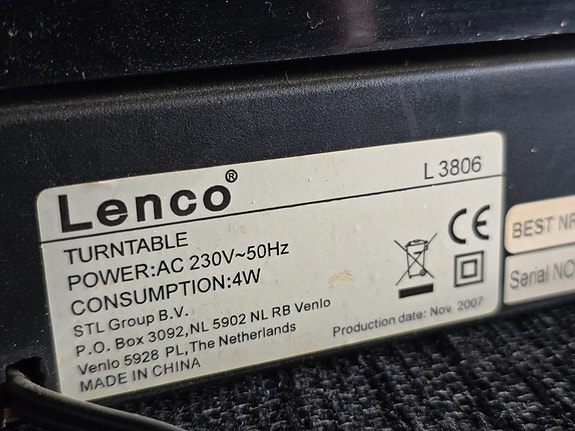 Lenco®
L 3806
TURNTABLE
POWER:AC 230V~50Hz
CONSUMPTION:4W
STL Group B.V.
P.O. Box 3092,NL 5902 NL RB Venlo
Venlo 5928 PL,The Netherlands
MADE IN CHINA
Production date: Nov. 2007
CE
BEST NR
Serial NO